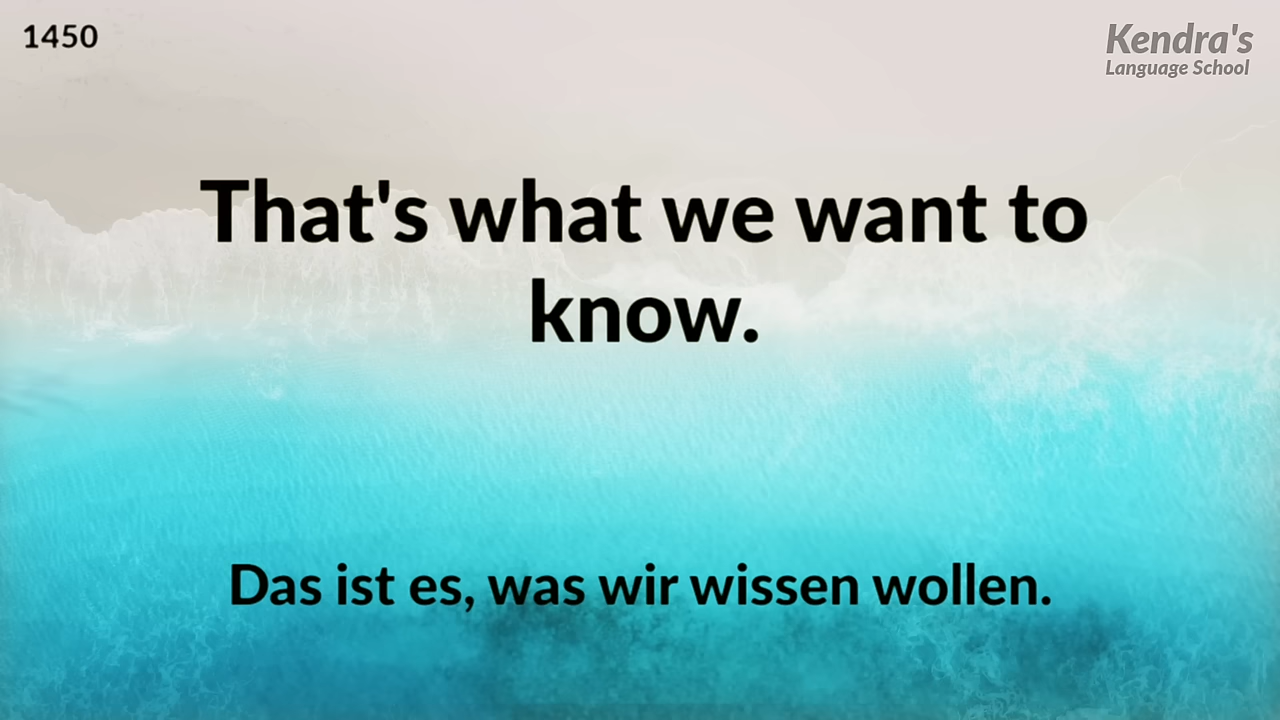 1450
Kendra's
Language School
That's what we want to
know.
Das ist es, was wir wissen wollen.